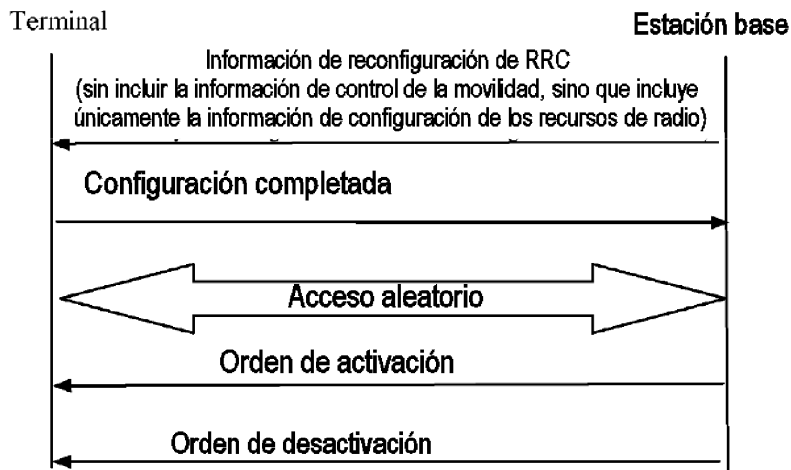 Terminal
Estación base
Información de reconfiguración de RRC
(sin incluir la información de control de la movilidad, sino que incluye
únicamente la información de configuración de los recursos de radio)
Configuración completada
Acceso aleatorio
Orden de activación
Orden de desactivación